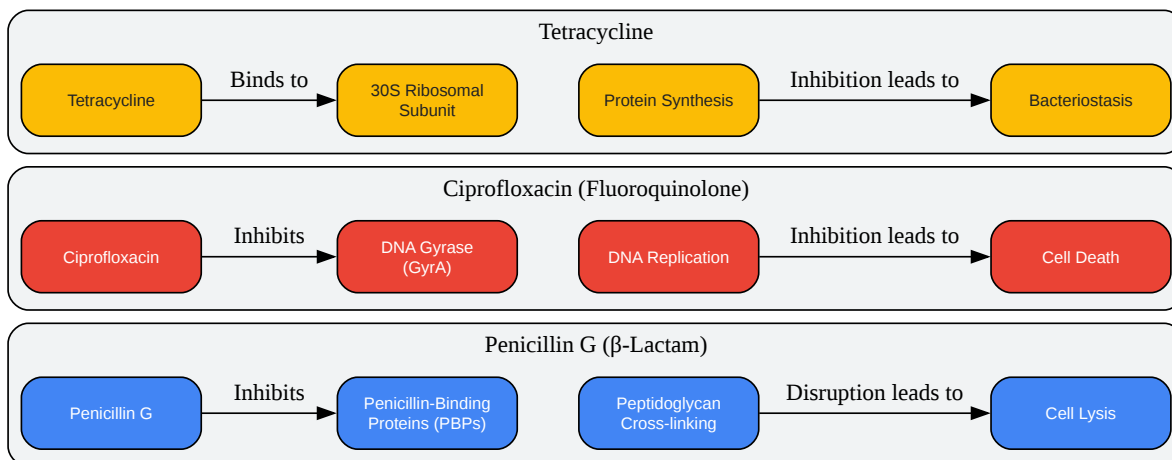 Tetracycline
Tetracycline
Binds to
30S Ribosomal
Subunit
Protein Synthesis
Inhibition leads to
Bacteriostasis
Ciprofloxacin (Fluoroquinolone)
Ciprofloxacin
Inhibits
DNA Gyrase
(GyrA)
DNA Replication
Inhibition leads to
Cell Death
Penicillin G (β-Lactam)
Penicillin G
Inhibits
Penicillin-Binding
Proteins (PBPs)
Peptidoglycan
Cross-linking
Disruption leads to
Cell Lysis